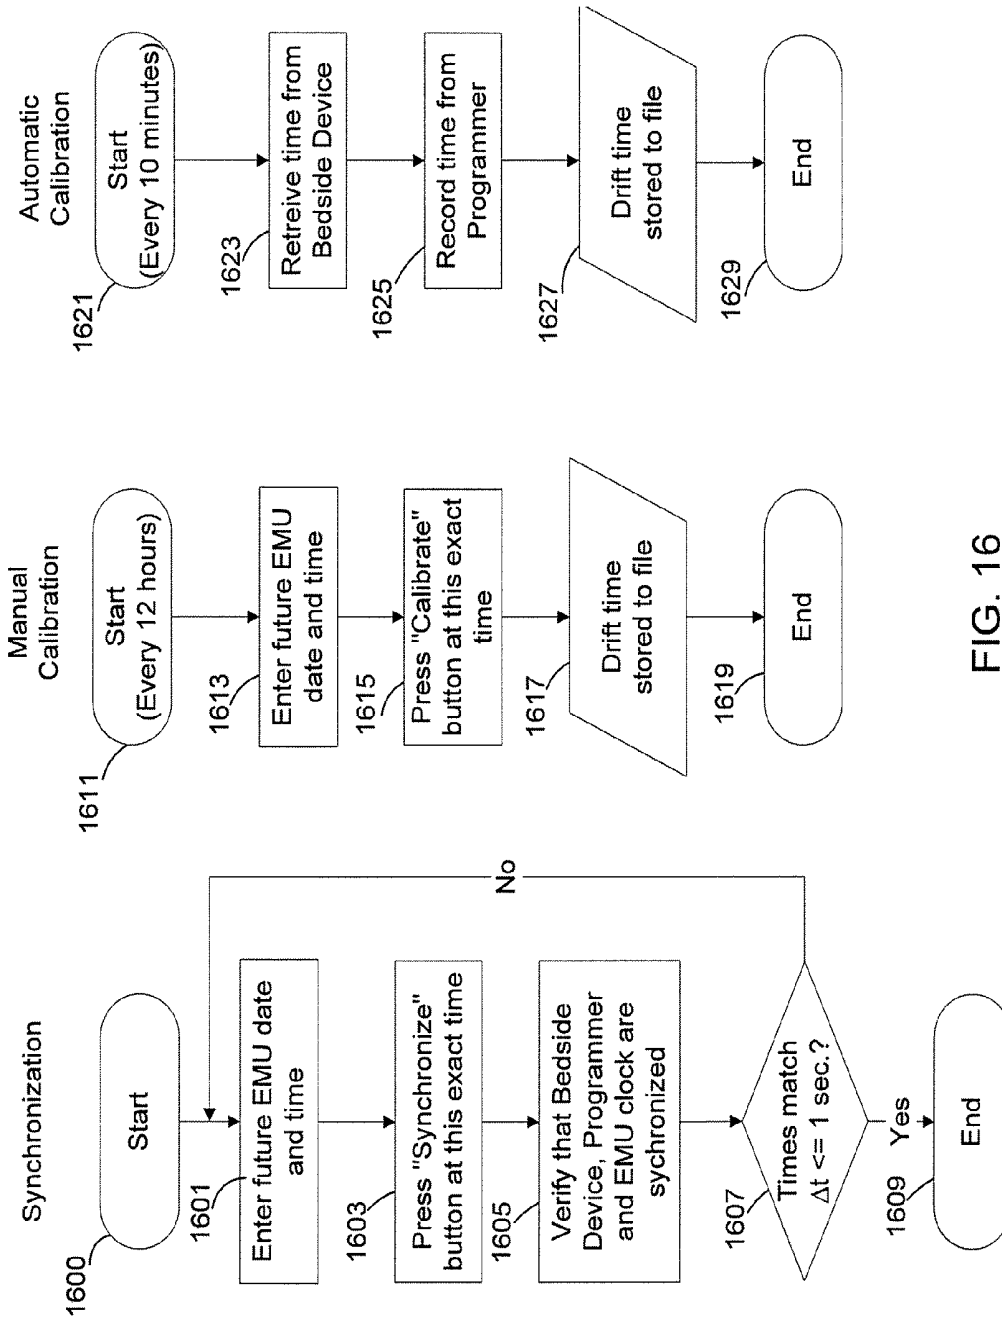 Synchronization
1600
Start
1601
Enter future EMU date
and time
1603
Press "Synchronize"
button at this exact time
1605
Verify that Bedside
Device, Programmer
and EMU clock are
sychronized
1607
Times match
Δt <= 1 sec.?
No
Yes
1609
End
Manual
Calibration
1611
Start
(Every 12 hours)
1613
Enter future EMU
date and time
1615
Press "Calibrate"
button at this exact
time
1617
Drift time
stored to file
1619
End
Automatic
Calibration
1621
Start
(Every 10 minutes)
1623
Retreive time from
Bedside Device
1625
Record time from
Programmer
1627
Drift time
stored to file
1629
End
FIG. 16